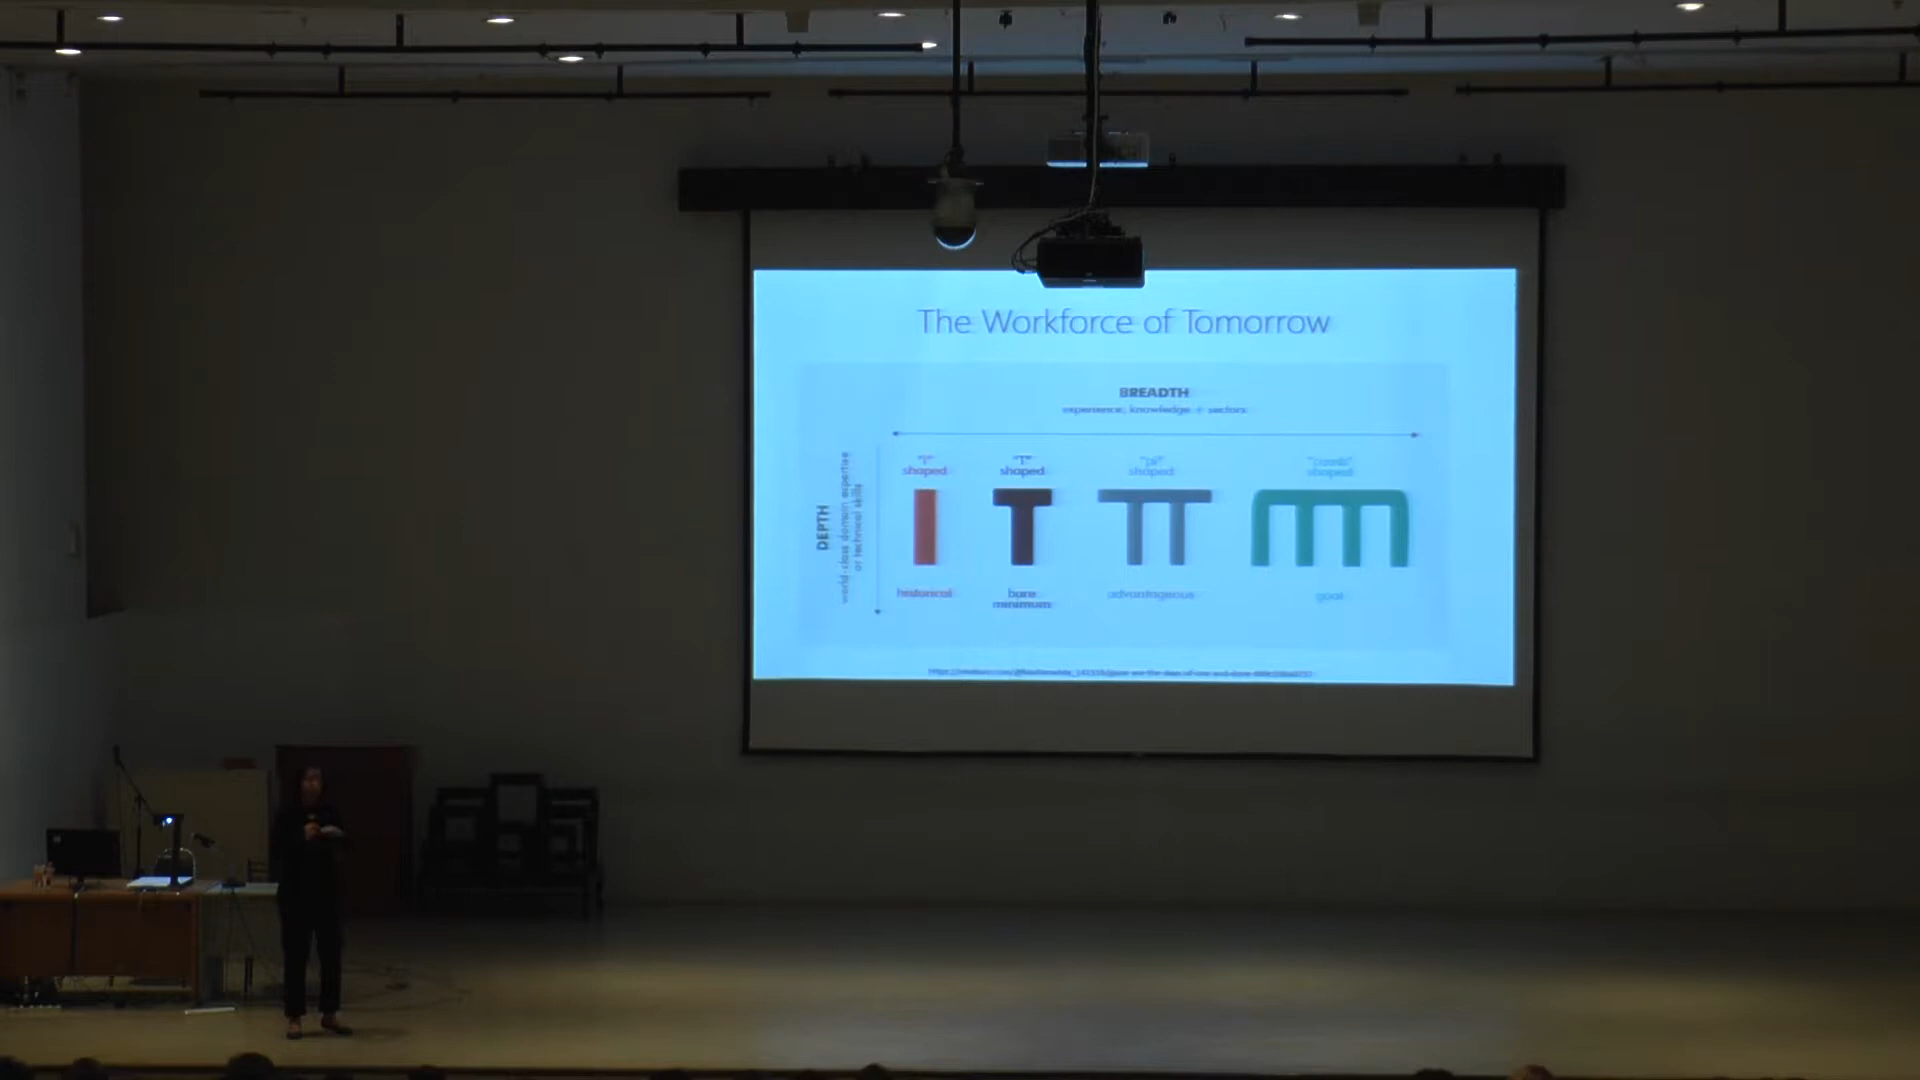 The Workforce of Tomorrow
BREADTH
experience, knowledge + sectors
DEPTH
world-class domain expertise
or technical skills
"I"
shaped
"T"
shaped
"pi"
shaped
"comb"
shaped
historical
bare
minimum
advantageous
goal